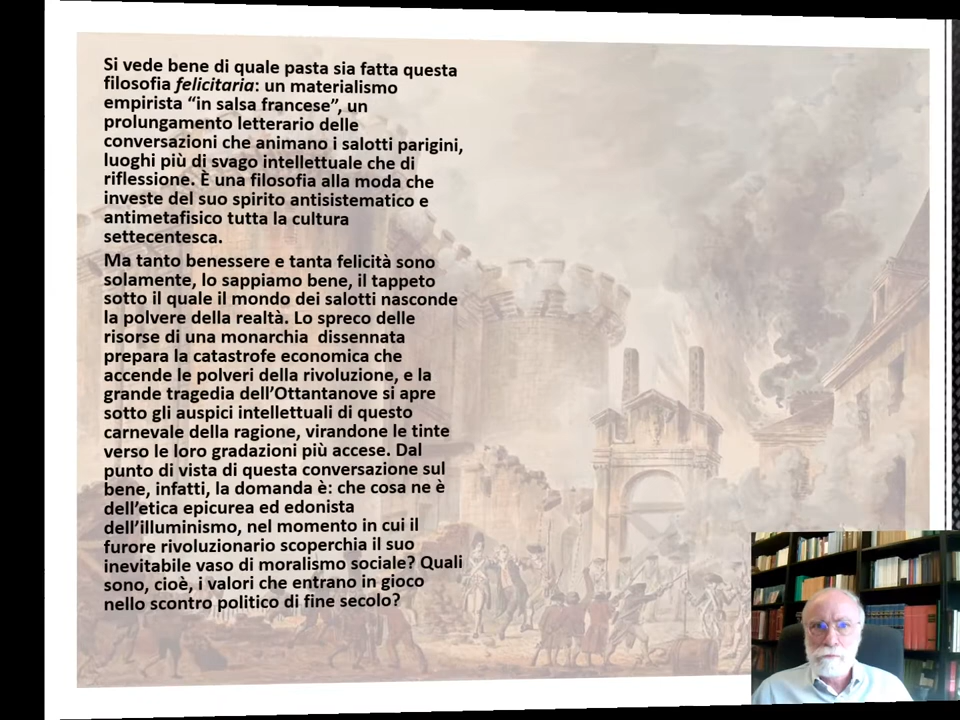 Si vede bene di quale pasta sia fatta questa
filosofia felicitaria: un materialismo
empirista “in salsa francese”, un
prolungamento letterario delle
conversazioni che animano i salotti parigini,
luoghi più di svago intellettuale che di
riflessione. È una filosofia alla moda che
investe del suo spirito antisistematico e
antimetafisico tutta la cultura
settecentesca.
Ma tanto benessere e tanta felicità sono
solamente, lo sappiamo bene, il tappeto
sotto il quale il mondo dei salotti nasconde
la polvere della realtà. Lo spreco delle
risorse di una monarchia dissennata
prepara la catastrofe economica che
accende le polveri della rivoluzione, e la
grande tragedia dell’Ottantanove si apre
sotto gli auspici intellettuali di questo
carnevale della ragione, virandone le tinte
verso le loro gradazioni più accese. Dal
punto di vista di questa conversazione sul
bene, infatti, la domanda è: che cosa ne è
dell’etica epicurea ed edonista
dell’illuminismo, nel momento in cui il
furore rivoluzionario scoperchia il suo
inevitabile vaso di moralismo sociale? Quali
sono, cioè, i valori che entrano in gioco
nello scontro politico di fine secolo?